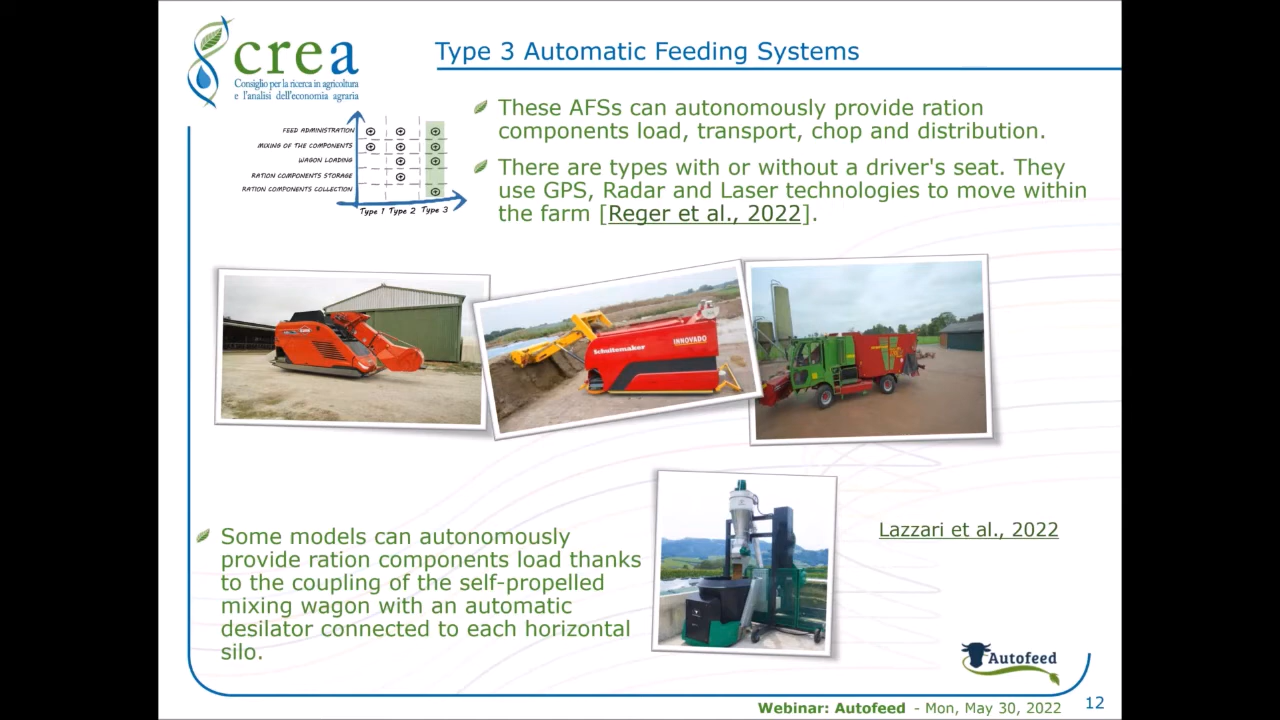 crea
Consiglio per la ricerca in agricoltura
e l'analisi dell'economia agraria
Type 3 Automatic Feeding Systems
FEED ADMINISTRATION
MIXING OF THE COMPONENTS
WAGON LOADING
RATION COMPONENTS STORAGE
RATION COMPONENTS COLLECTION
Type 1 Type 2 Type 3
These AFSs can autonomously provide ration
components load, transport, chop and distribution.
There are types with or without a driver's seat. They
use GPS, Radar and Laser technologies to move within
the farm [Reger et al., 2022].
Schuitemaker
INNOVADO
Some models can autonomously
provide ration components load thanks
to the coupling of the self-propelled
mixing wagon with an automatic
desilator connected to each horizontal
silo.
Lazzari et al., 2022
Autofeed
Webinar: Autofeed - Mon, May 30, 2022
12